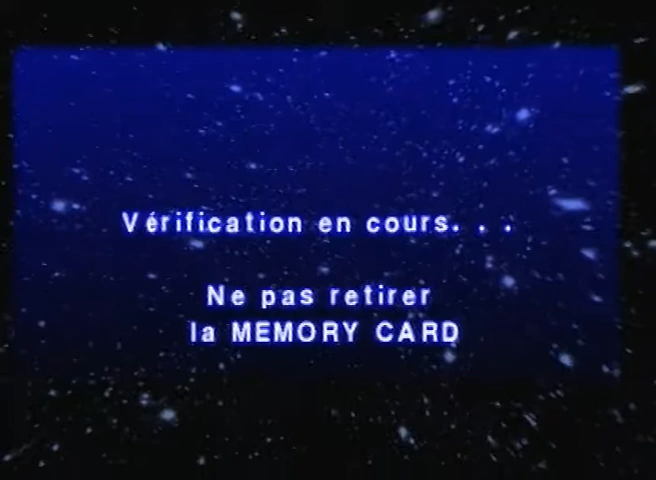 Vérification en cours. . .
Ne pas retirer
la MEMORY CARD